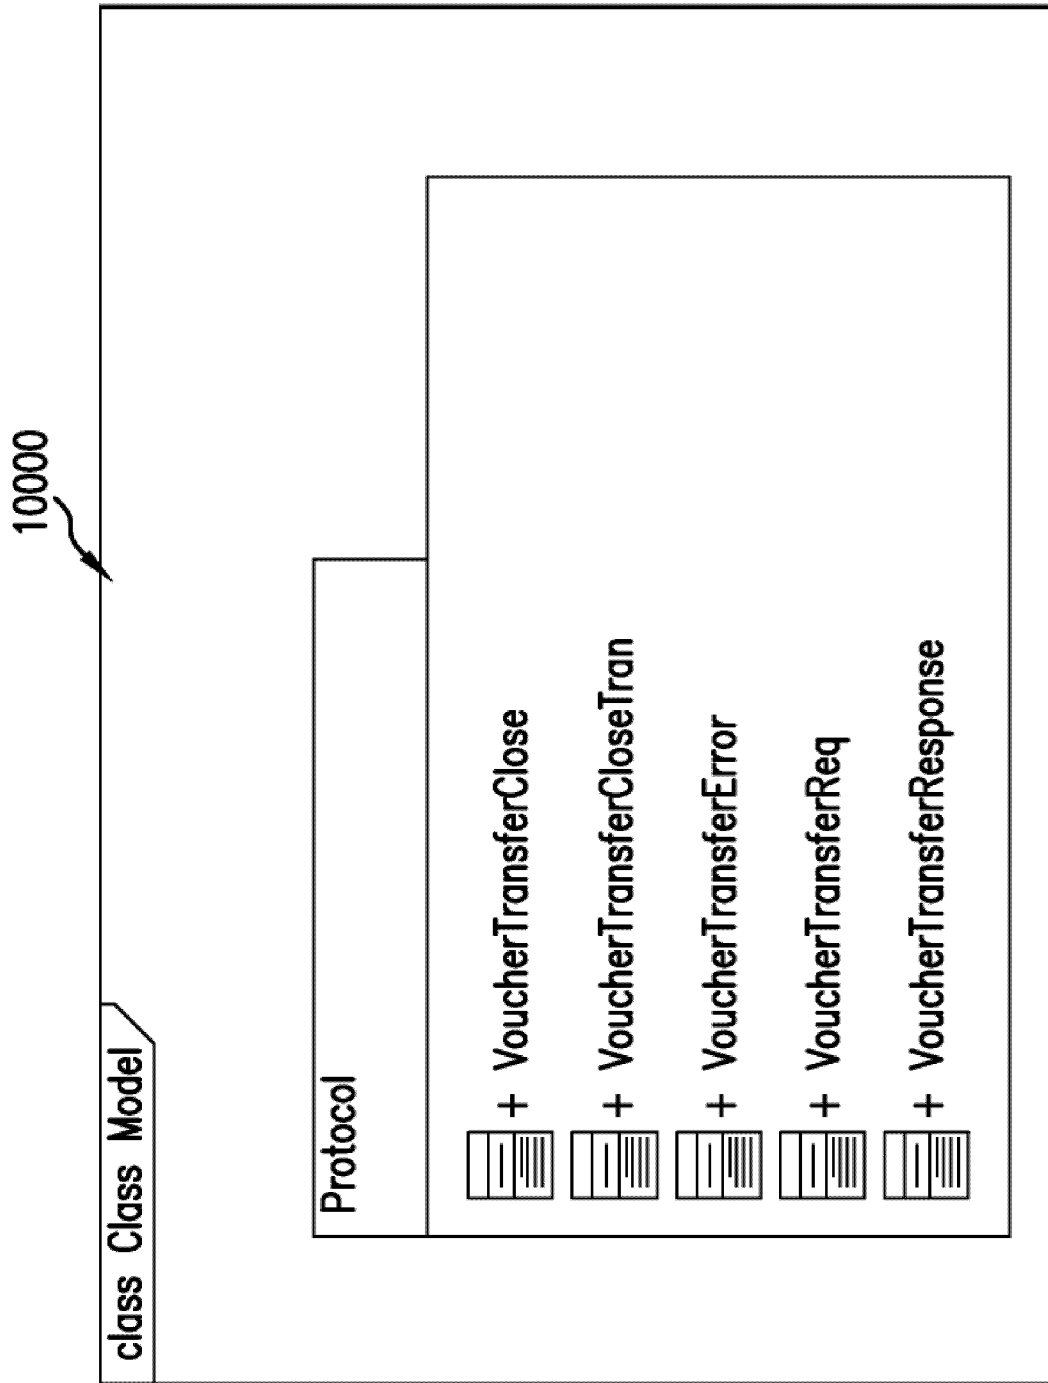 10000
class Class Model
Protocol
+ VoucherTransferClose
+ VoucherTransferCloseTran
+ VoucherTransferError
+ VoucherTransferReq
+ VoucherTransferResponse